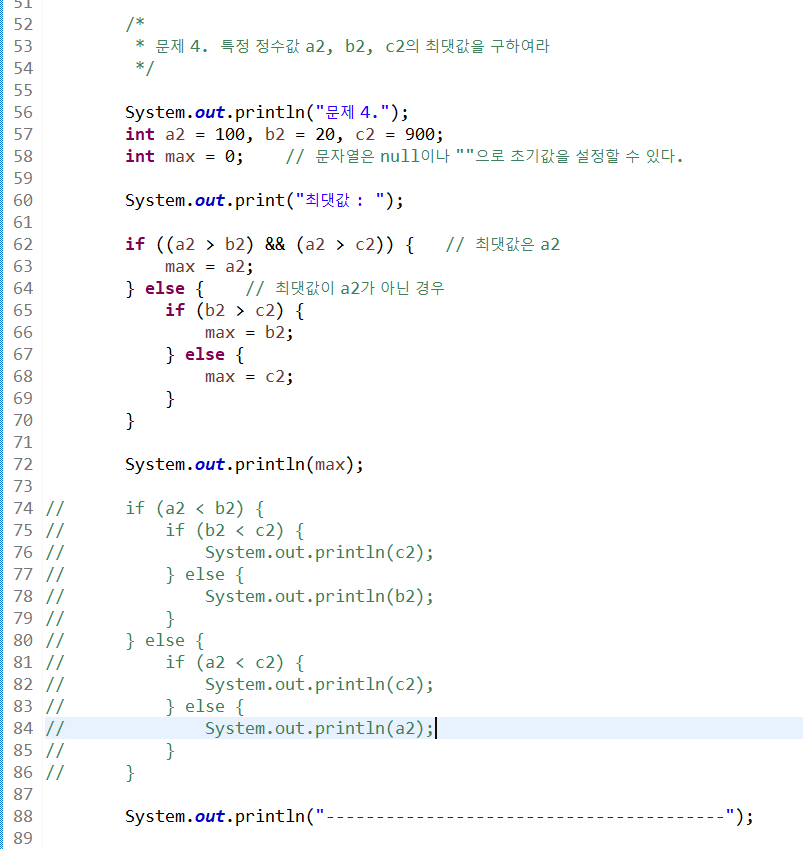 51
52 /*
53 * 문제 4. 특정 정수값 a2, b2, c2의 최댓값을 구하여라
54 */
55
56 System.out.println("문제 4.");
57 int a2 = 100, b2 = 20, c2 = 900;
58 int max = 0; // 문자열은 null이나 ""으로 초기값을 설정할 수 있다.
59
60 System.out.print("최댓값 : ");
61
62 if ((a2 > b2) && (a2 > c2)) { // 최댓값은 a2
63 max = a2;
64 } else { // 최댓값이 a2가 아닌 경우
65 if (b2 > c2) {
66 max = b2;
67 } else {
68 max = c2;
69 }
70 }
71
72 System.out.println(max);
73
74 // if (a2 < b2) {
75 // if (b2 < c2) {
76 // System.out.println(c2);
77 // } else {
78 // System.out.println(b2);
79 // }
80 // } else {
81 // if (a2 < c2) {
82 // System.out.println(c2);
83 // } else {
84 // System.out.println(a2);
85 // }
86 // }
87
88 System.out.println("----------------------------------------");
89